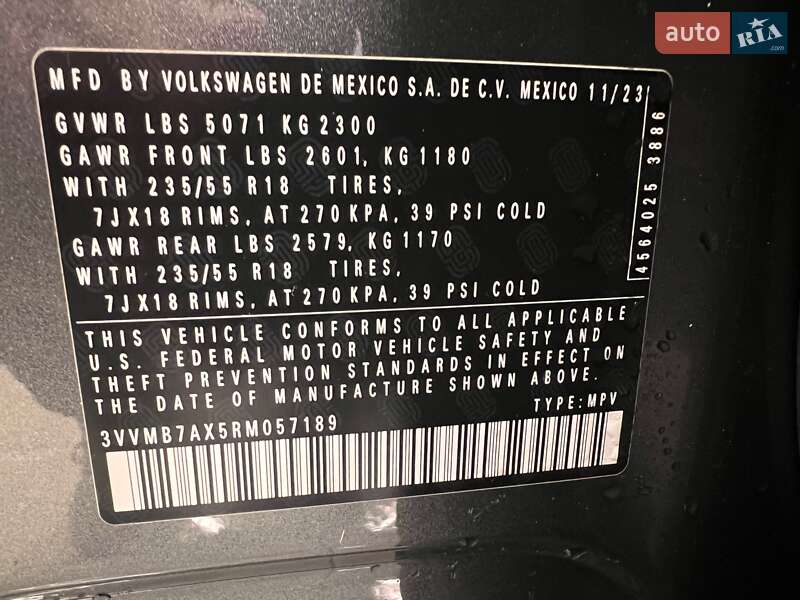 auto RIA .com
MFD BY VOLKSWAGEN DE MEXICO S.A. DE C.V. MEXICO 11/23
GVWR LBS 5071 KG 2300
GAWR FRONT LBS 2601, KG 1180
WITH 235/55 R18 TIRES,
7JX18 RIMS, AT 270 KPA, 39 PSI COLD
GAWR REAR LBS 2579, KG 1170
WITH 235/55 R18 TIRES,
7JX18 RIMS, AT 270 KPA, 39 PSI COLD
4564025 3886
THIS VEHICLE CONFORMS TO ALL APPLICABLE
U.S. FEDERAL MOTOR VEHICLE SAFETY AND
THEFT PREVENTION STANDARDS IN EFFECT ON
THE DATE OF MANUFACTURE SHOWN ABOVE.
TYPE: MPV
3VVMB7AX5RM057189